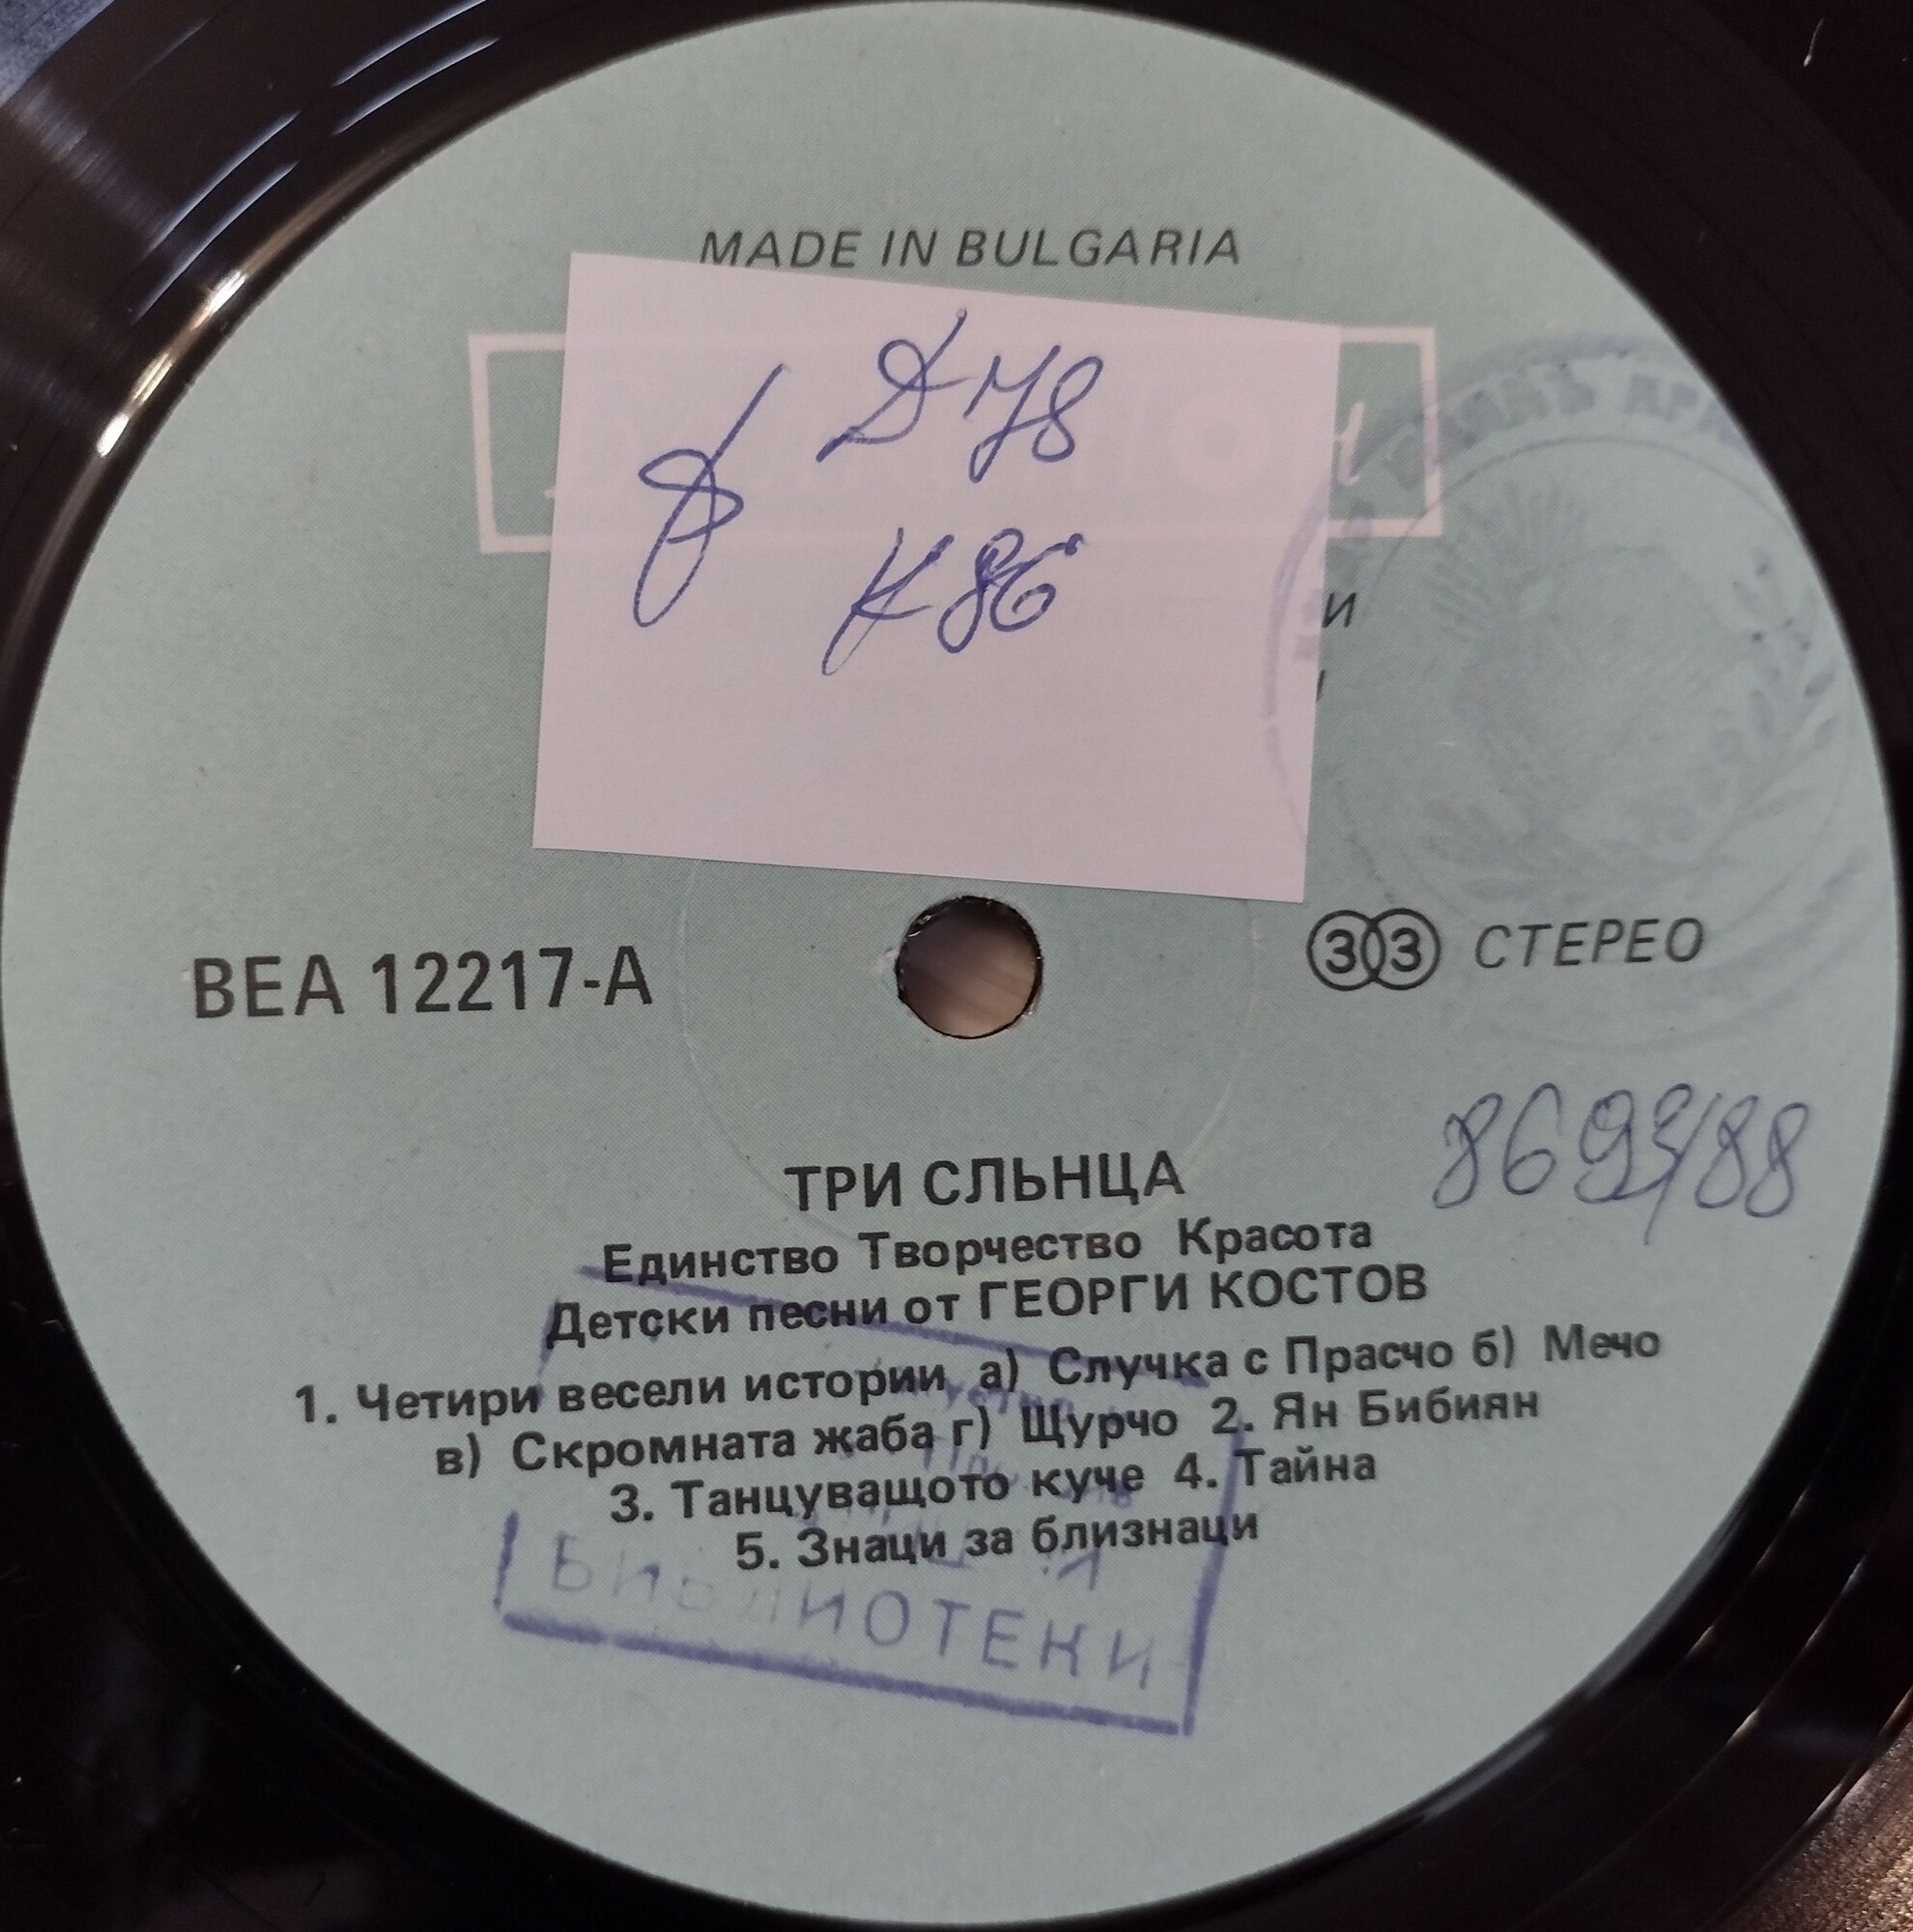 MADE IN BULGARIA
Д 78
К 86
ВЕА 12217-А
33 СТЕРЕО
8693/88
ТРИ СЛЬНЦА
Единство Творчество Красота
Детски песни от ГЕОРГИ КОСТОВ
1. Четири весели истории а) Случка с Прасчо б) Мечо
в) Скромната жаба г) Щурчо 2. Ян Бибиян
3. Танцуващото куче 4. Тайна
5. Знаци за близнаци
БИБЛИОТЕКИ